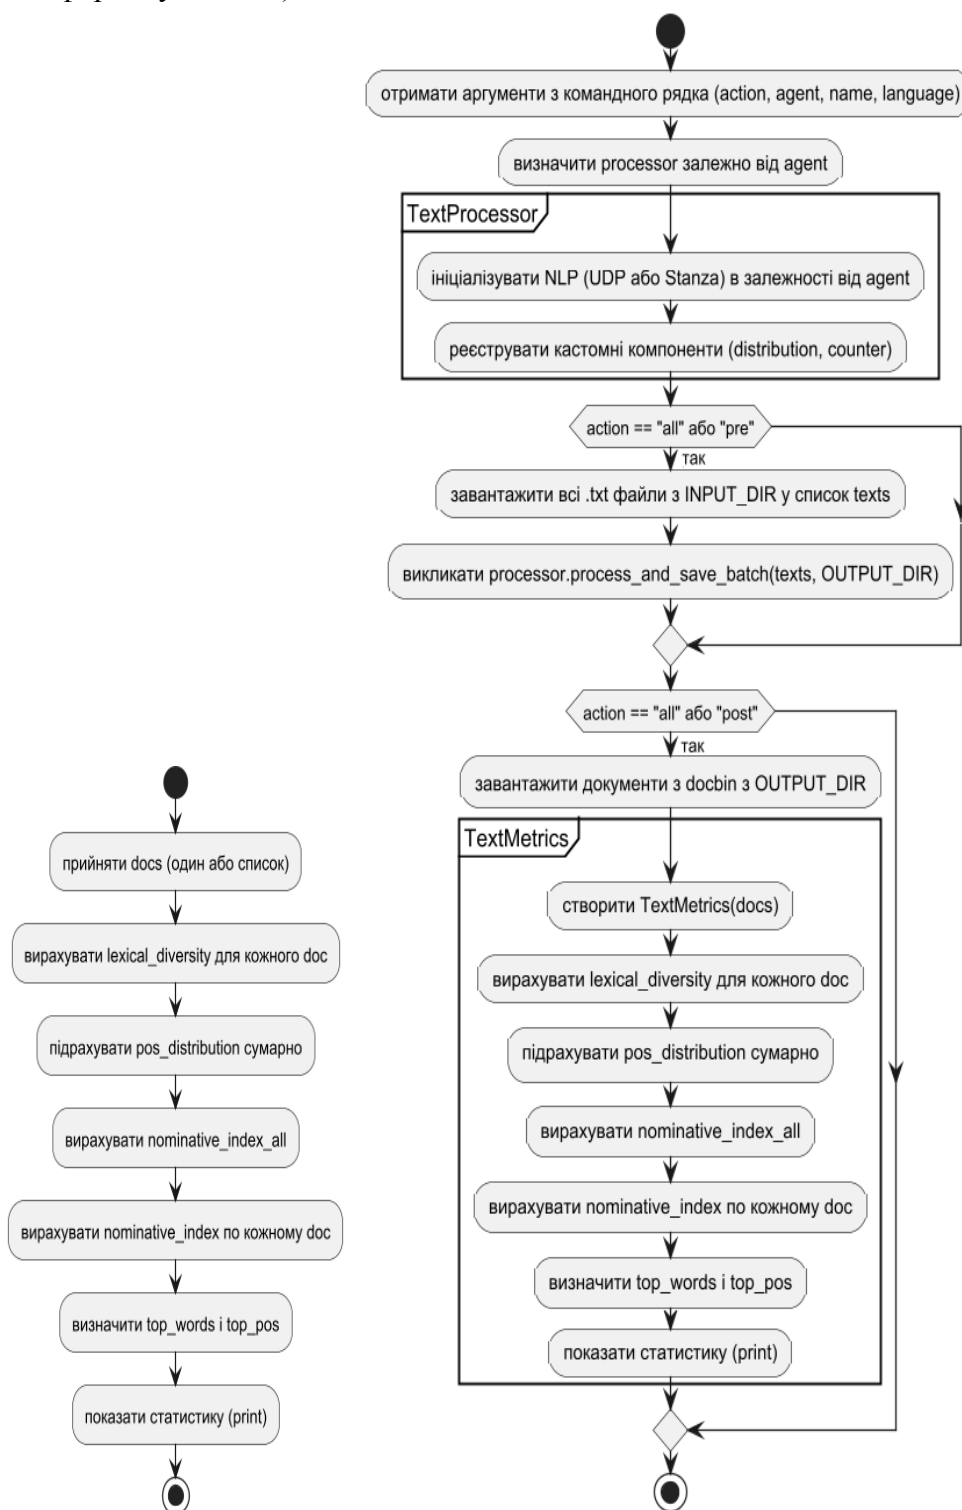 отримати аргументи з командного рядка (action, agent, name, language)
визначити processor залежно від agent
TextProcessor
ініціалізувати NLP (UDP або Stanza) в залежності від agent
реєструвати кастомні компоненти (distribution, counter)
action == "all" або "pre"
так
завантажити всі .txt файли з INPUT_DIR у список texts
викликати processor.process_and_save_batch(texts, OUTPUT_DIR)
action == "all" або "post"
так
завантажити документи з docbin з OUTPUT_DIR
TextMetrics
створити TextMetrics(docs)
вирахувати lexical_diversity для кожного doc
підрахувати pos_distribution сумарно
вирахувати nominative_index_all
вирахувати nominative_index по кожному doc
визначити top_words і top_pos
показати статистику (print)
прийняти docs (один або список)
вирахувати lexical_diversity для кожного doc
підрахувати pos_distribution сумарно
вирахувати nominative_index_all
вирахувати nominative_index по кожному doc
визначити top_words і top_pos
показати статистику (print)